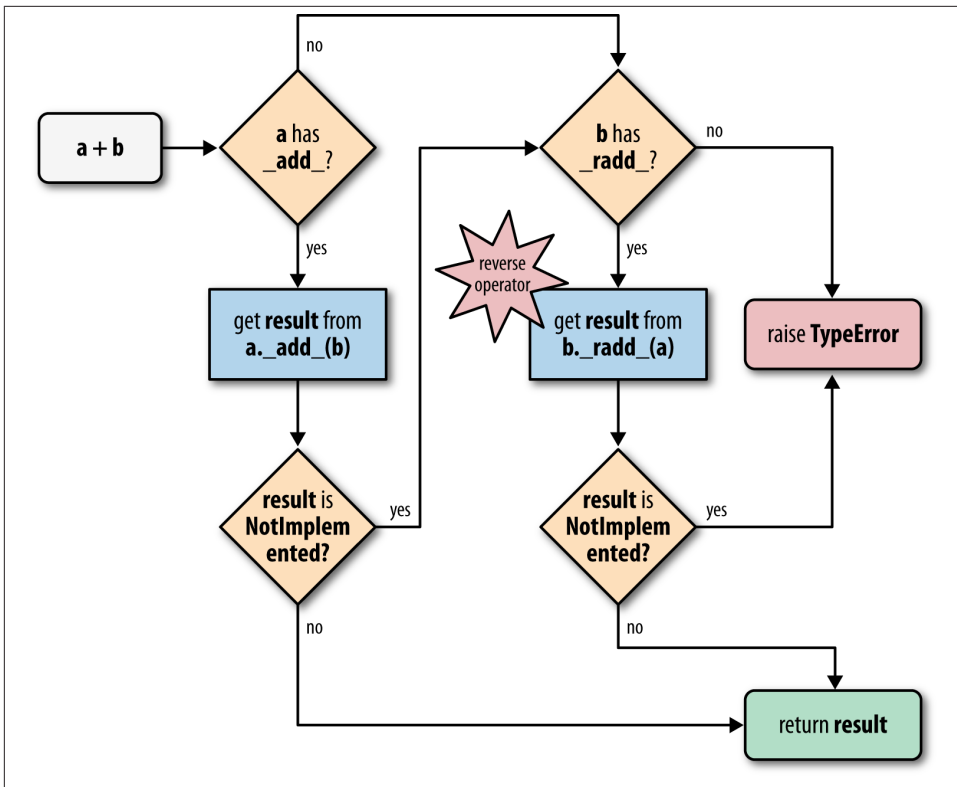 no
a + b
a has
_add_?
b has
_radd_?
no
yes
yes
reverse
operator
get result from
a._add_(b)
get result from
b._radd_(a)
raise TypeError
result is
NotImplem
ented?
yes
result is
NotImplem
ented?
yes
no
no
return result